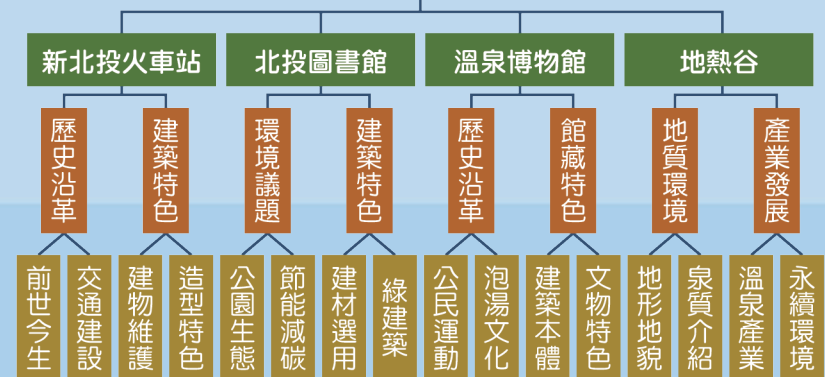 新北投火車站
北投圖書館
溫泉博物館
地熱谷
歷史沿革
建築特色
環境議題
建築特色
歷史沿革
館藏特色
地質環境
產業發展
前世今生
交通建設
建物維護
造型特色
公園生態
節能減碳
建材選用
綠建築
公民運動
泡湯文化
建築本體
文物特色
地形地貌
泉質介紹
溫泉產業
永續環境